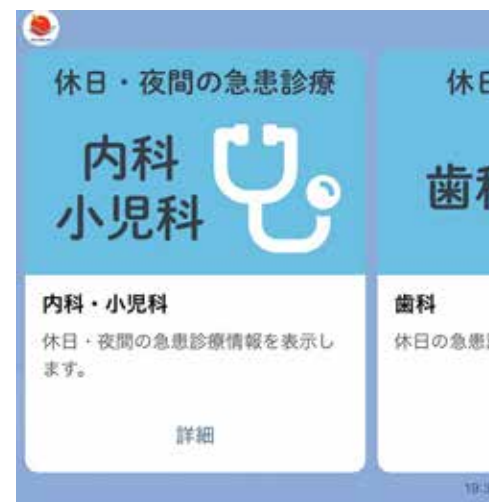 休日・夜間の急患診療
内科
小児科
内科・小児科
休日・夜間の急患診療情報を表示し
ます。
詳細
休日
歯科
歯科
休日の急患
19:3